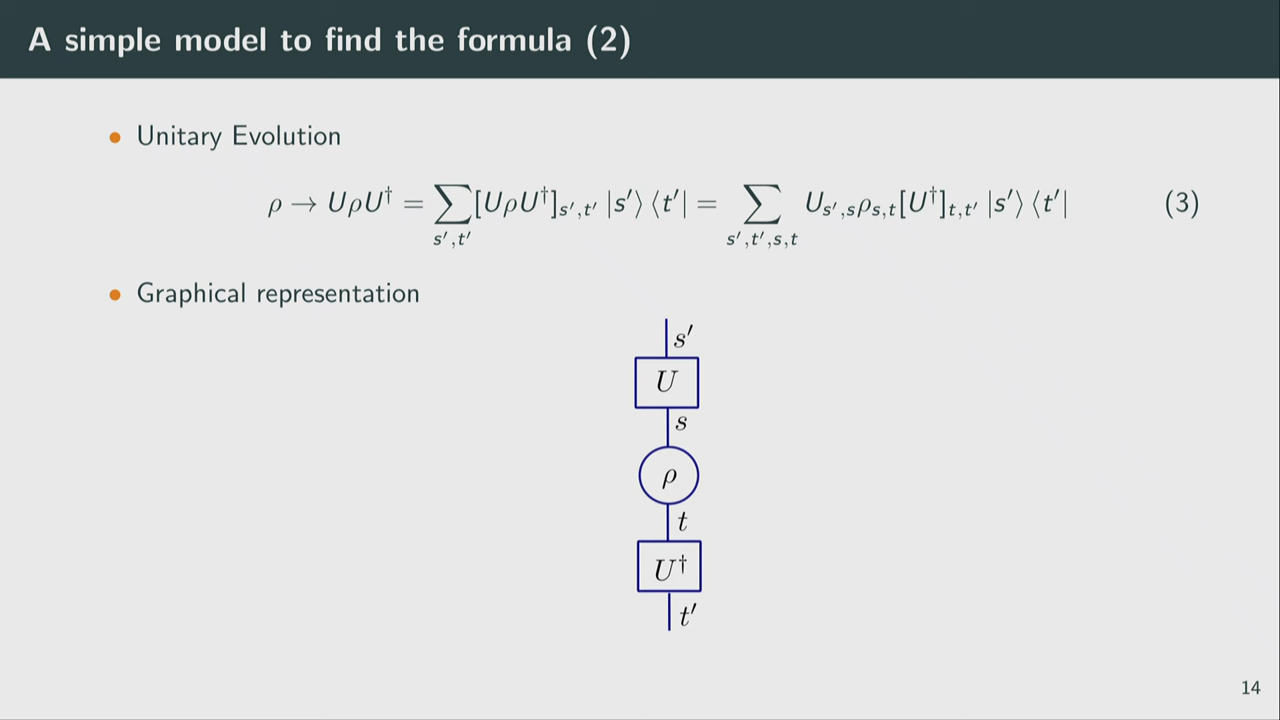 A simple model to find the formula (2)
• Unitary Evolution
ρ → UρU† = ∑_{s′,t′} [UρU†]_{s′,t′} |s′⟩ ⟨t′| = ∑_{s′,t′,s,t} U_{s′,s}ρ_{s,t}[U†]_{t,t′} |s′⟩ ⟨t′| (3)
• Graphical representation
s′
U
s
ρ
t
U†
t′
14